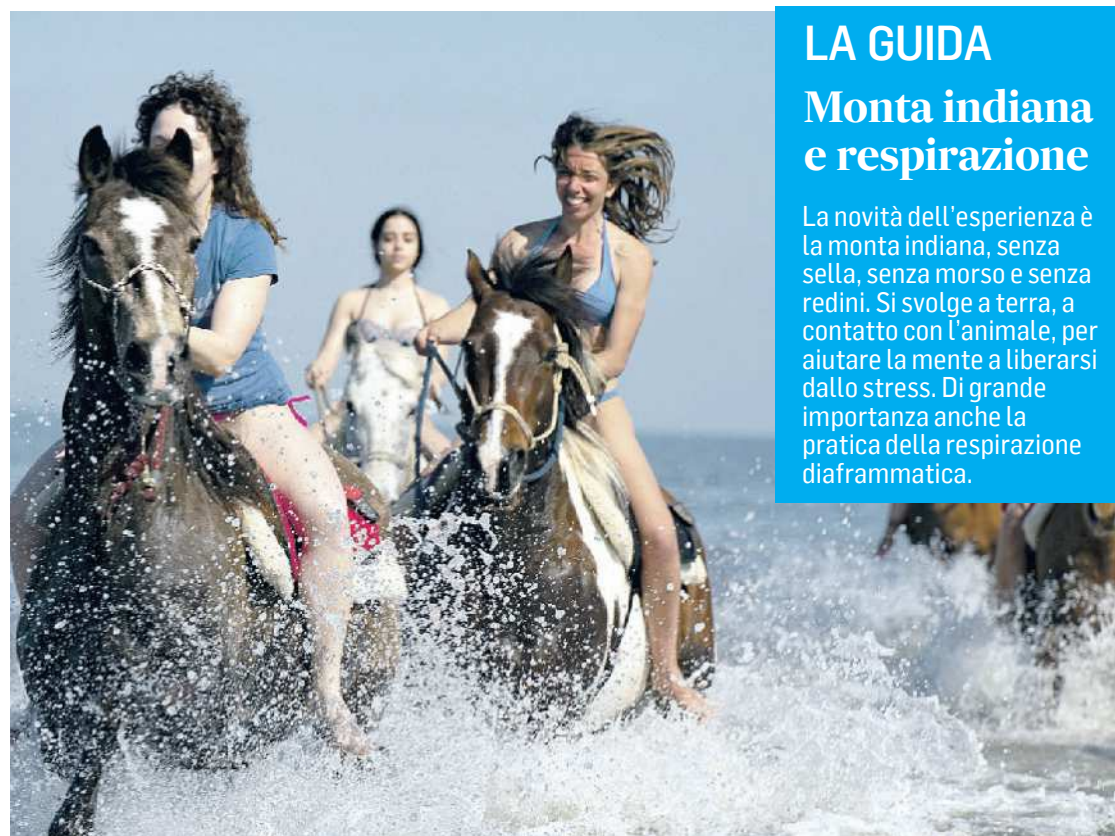 LA GUIDA
Monta indiana
e respirazione
La novità dell'esperienza è
la monta indiana, senza
sella, senza morso e senza
redini. Si svolge a terra, a
contatto con l'animale, per
aiutare la mente a liberarsi
dallo stress. Di grande
importanza anche la
pratica della respirazione
diaframmatica.